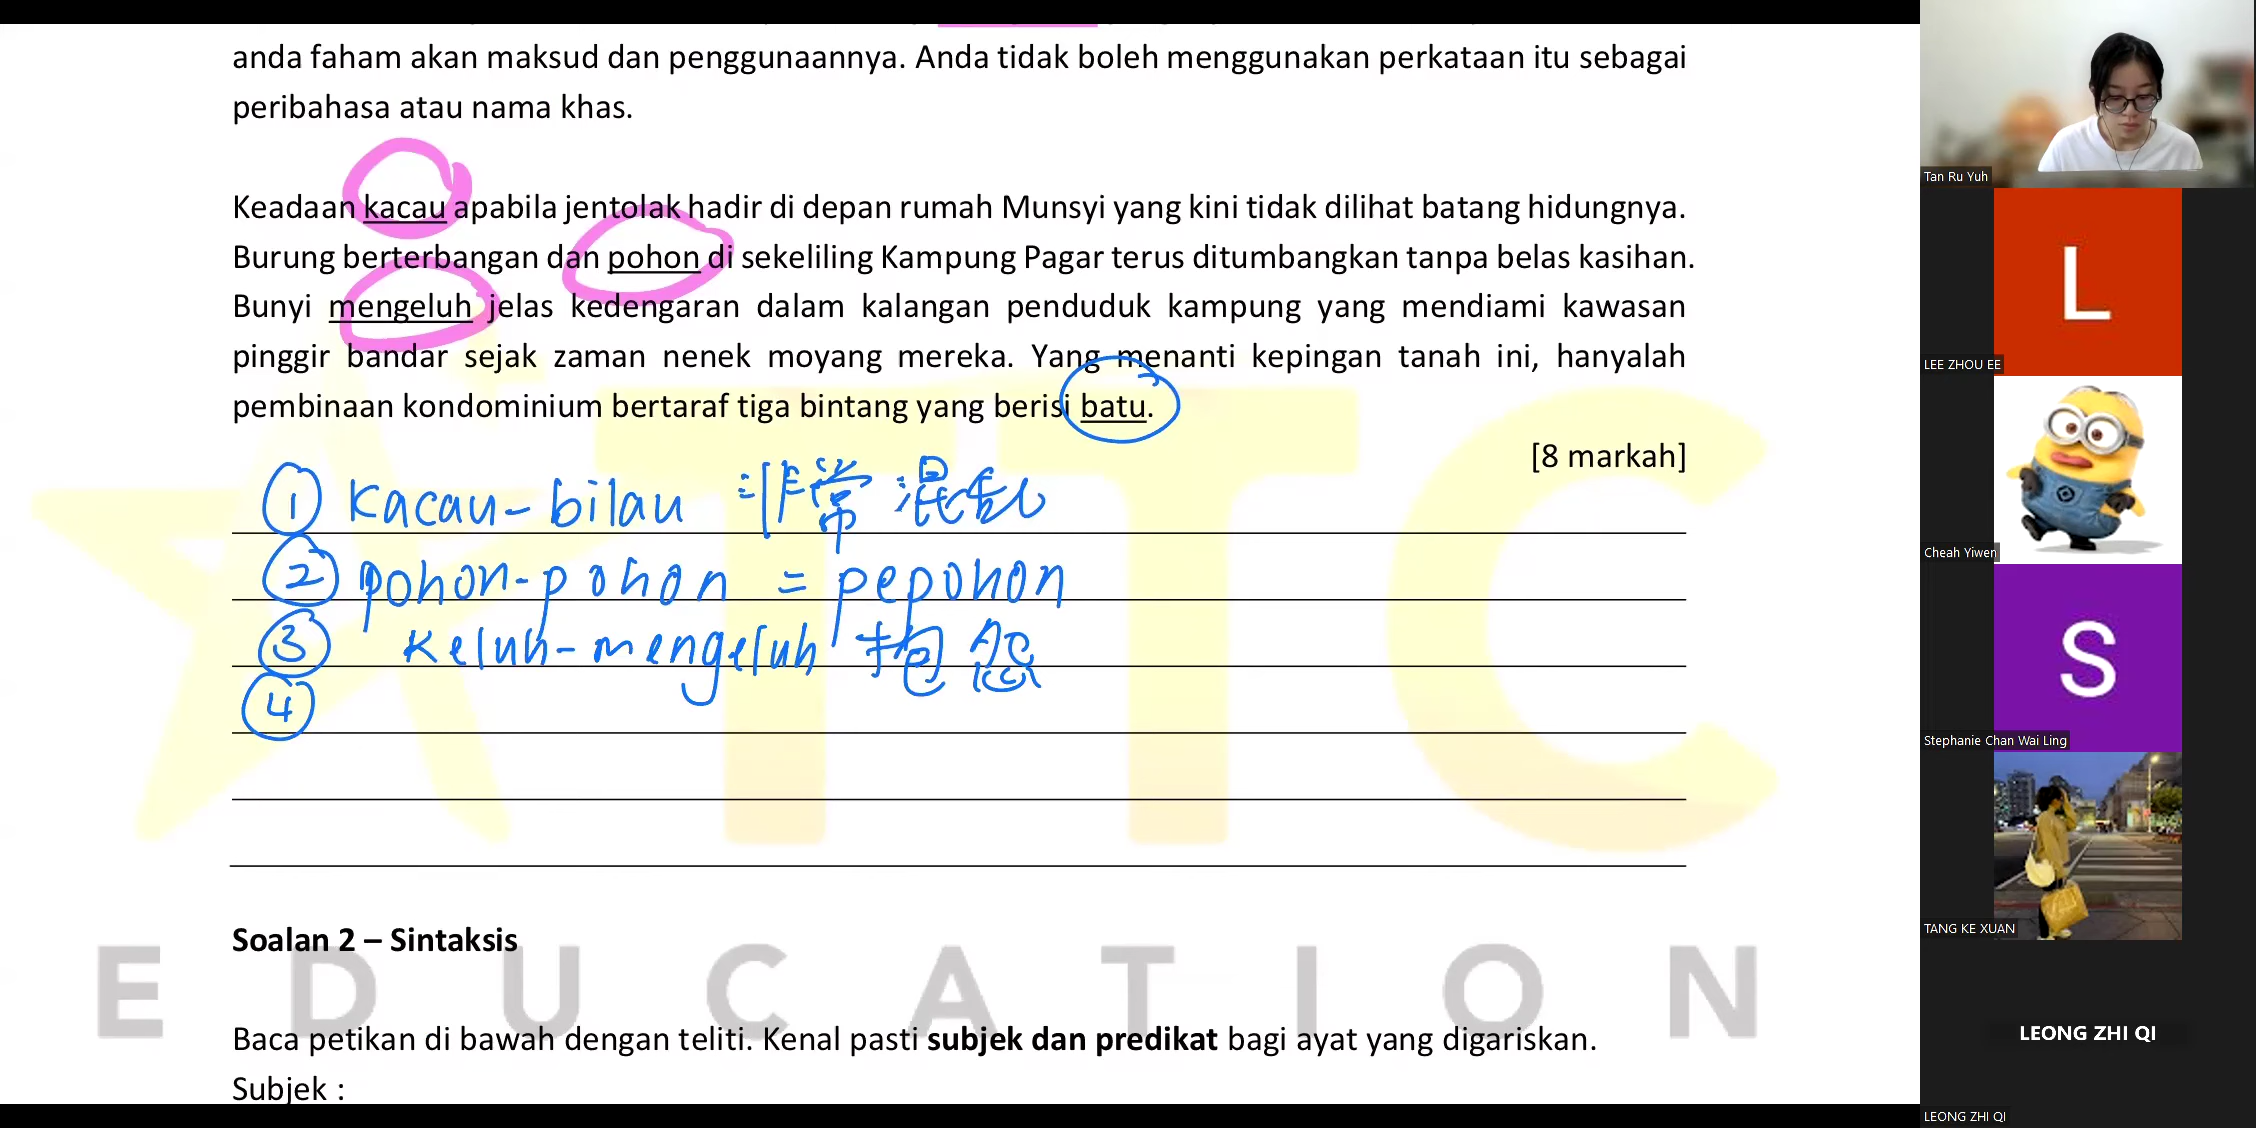 anda faham akan maksud dan penggunaannya. Anda tidak boleh menggunakan perkataan itu sebagai
peribahasa atau nama khas.
Keadaan kacau apabila jentolak hadir di depan rumah Munsyi yang kini tidak dilihat batang hidungnya.
Burung berterbangan dan pohon di sekeliling Kampung Pagar terus ditumbangkan tanpa belas kasihan.
Bunyi mengeluh jelas kedengaran dalam kalangan penduduk kampung yang mendiami kawasan
pinggir bandar sejak zaman nenek moyang mereka. Yang menanti kepingan tanah ini, hanyalah
pembinaan kondominium bertaraf tiga bintang yang berisi batu.
[8 markah]
① Kacau-bilau 非常混乱
② pohon-pohon = pepohon
③ Keluh-mengeluh 抱怨
④
Soalan 2 – Sintaksis
Baca petikan di bawah dengan teliti. Kenal pasti subjek dan predikat bagi ayat yang digariskan.
Subjek :
TTC
EDUCATION
Tan Ru Yuh
L
LEE ZHOU EE
Cheah Yiwen
S
Stephanie Chan Wai Ling
TANG KE XUAN
LEONG ZHI QI
LEONG ZHI QI